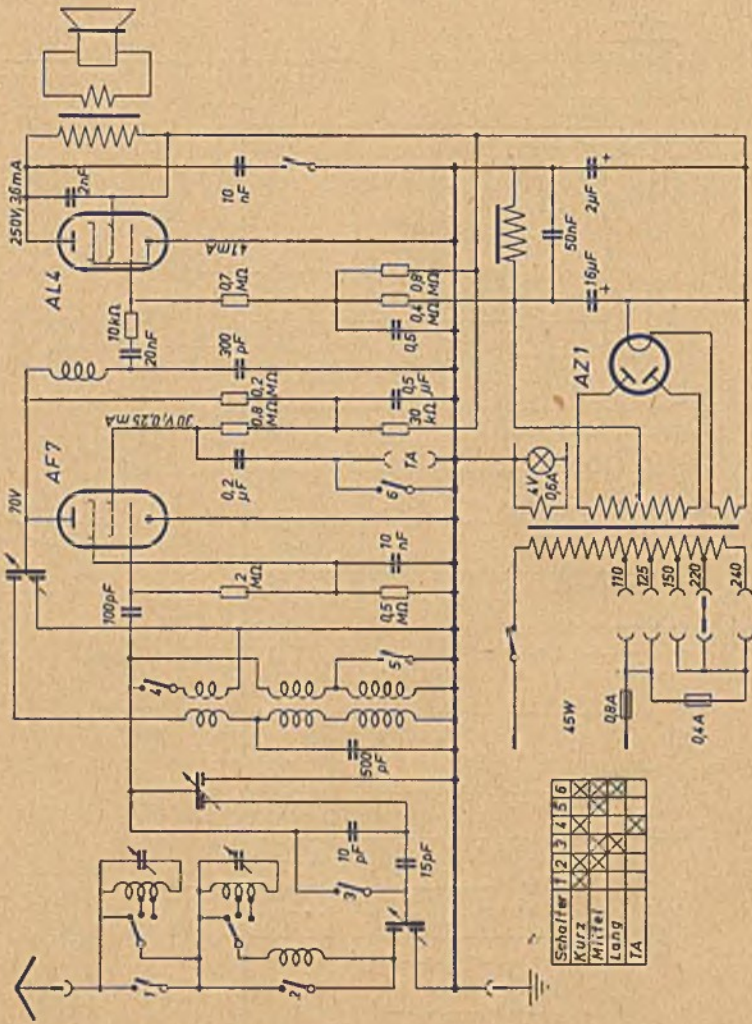 250V, 36mA
2nF
10 nF
AL4
41mA
10kΩ
20nF
0,7 MΩ
0,8 MΩ
0,4 MΩ
0,5
300 pF
0,2 MΩ
0,8 MΩ
0,5 µF
30 kΩ
30V, 0,25mA
AF7
70V
0,2 µF
TA
6
100pF
2 MΩ
10 nF
0,5 MΩ
4
5
500 pF
10 pF
15pF
3
1
2
50nF
2µF
+
16µF
+
AZ1
4V
0,6A
110
125
150
220
240
45W
0,8A
0,4A
Schalter 1 2 3 4 5 6
Kurz X X X X
Mittel X X X X
Lang X X
TA X